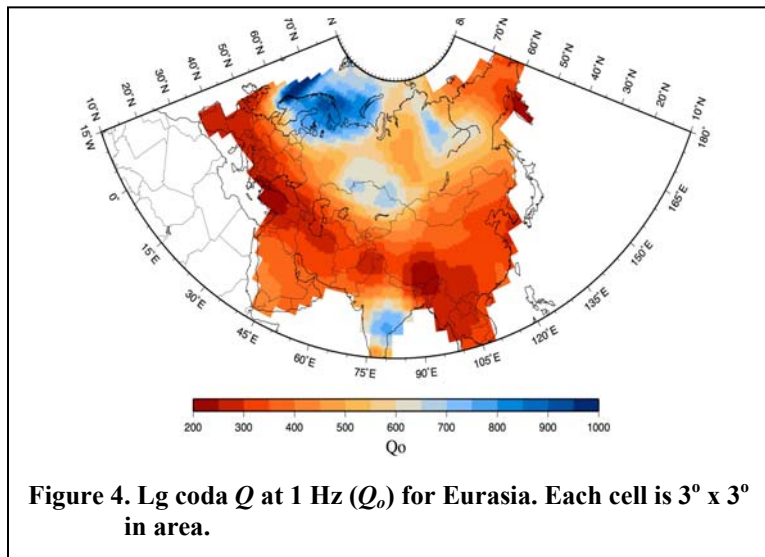 10°N
20°N
30°N
40°N
50°N
60°N
70°N
N
8
70°N
60°N
50°N
40°N
30°N
20°N
10°N
15°W
0°
15°E
30°E
45°E
60°E
75°E
90°E
105°E
120°E
135°E
150°E
165°E
180°
200 300 400 500 600 700 800 900 1000
Qo
Figure 4. Lg coda Q at 1 Hz (Qo) for Eurasia. Each cell is 3° x 3°
in area.